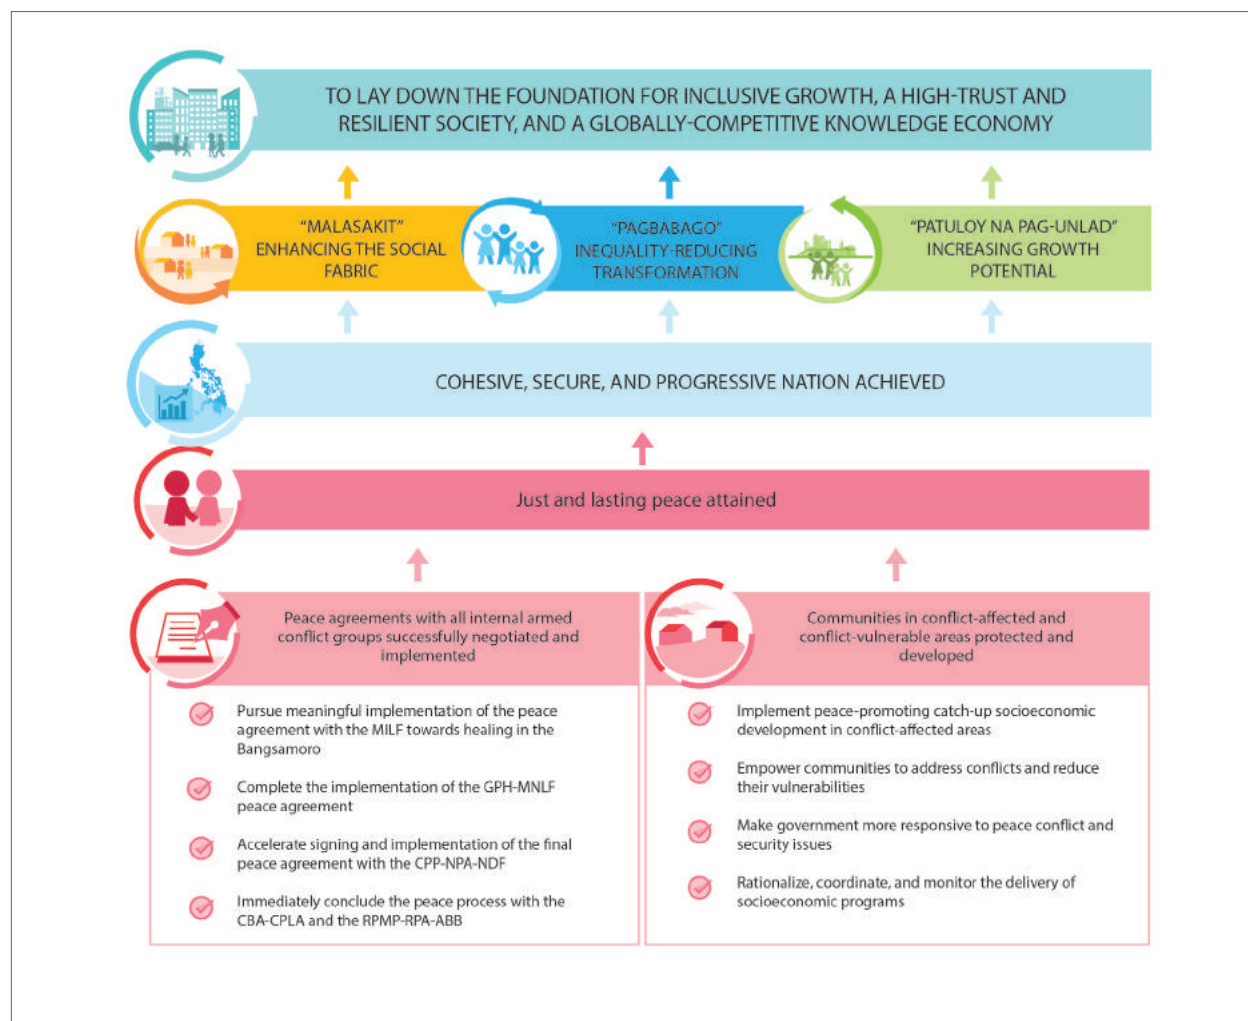 TO LAY DOWN THE FOUNDATION FOR INCLUSIVE GROWTH, A HIGH-TRUST AND
RESILIENT SOCIETY, AND A GLOBALLY-COMPETITIVE KNOWLEDGE ECONOMY
“MALASAKIT”
ENHANCING THE SOCIAL
FABRIC
“PAGBABAGO”
INEQUALITY-REDUCING
TRANSFORMATION
“PATULOY NA PAG-UNLAD”
INCREASING GROWTH
POTENTIAL
COHESIVE, SECURE, AND PROGRESSIVE NATION ACHIEVED
Just and lasting peace attained
Peace agreements with all internal armed
conflict groups successfully negotiated and
implemented
Pursue meaningful implementation of the peace
agreement with the MILF towards healing in the
Bangsamoro
Complete the implementation of the GPH-MNLF
peace agreement
Accelerate signing and implementation of the final
peace agreement with the CPP-NPA-NDF
Immediately conclude the peace process with the
CBA-CPLA and the RPMP-RPA-ABB
Communities in conflict-affected and
conflict-vulnerable areas protected and
developed
Implement peace-promoting catch-up socioeconomic
development in conflict-affected areas
Empower communities to address conflicts and reduce
their vulnerabilities
Make government more responsive to peace conflict and
security issues
Rationalize, coordinate, and monitor the delivery of
socioeconomic programs